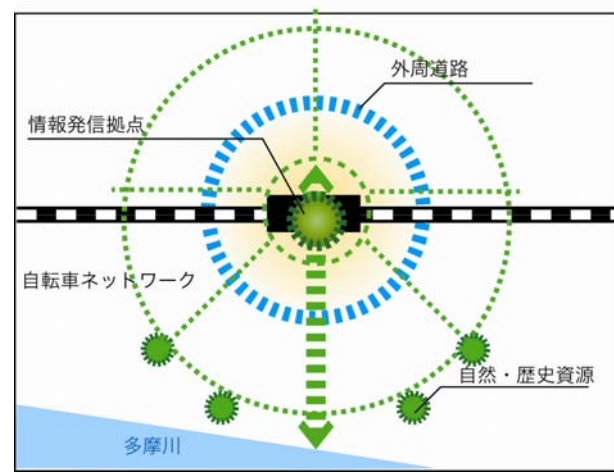 外周道路
情報発信拠点
自転車ネットワーク
自然・歴史資源
多摩川